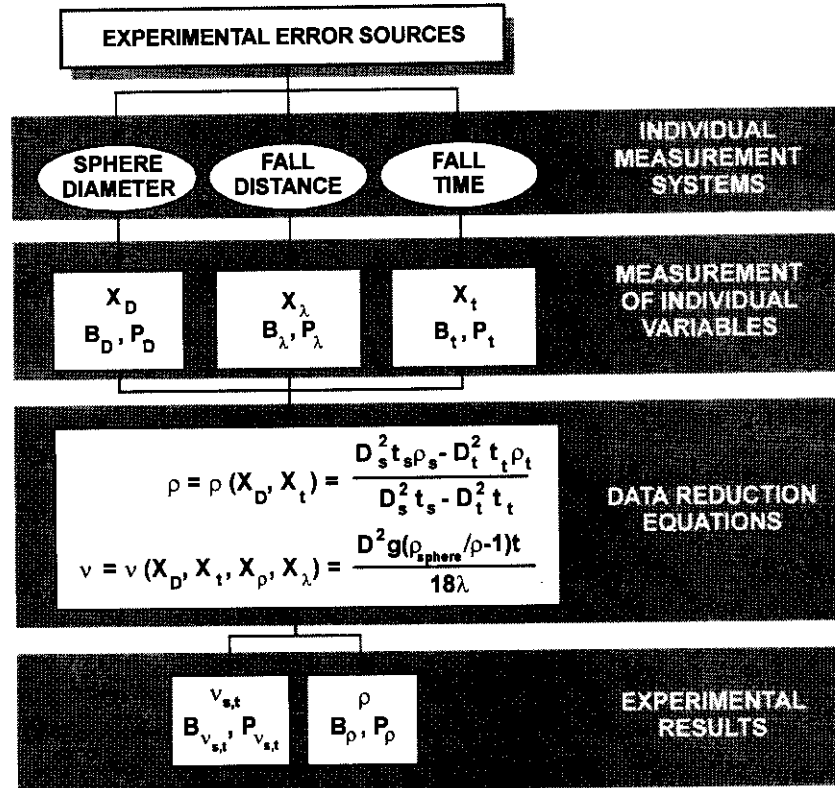 EXPERIMENTAL ERROR SOURCES
SPHERE
DIAMETER
FALL
DISTANCE
FALL
TIME
INDIVIDUAL
MEASUREMENT
SYSTEMS
X_D
B_D, P_D
X_λ
B_λ, P_λ
X_t
B_t, P_t
MEASUREMENT
OF INDIVIDUAL
VARIABLES
ρ = ρ (X_D, X_t) = (D_s^2 t_s ρ_s - D_t^2 t_t ρ_t) / (D_s^2 t_s - D_t^2 t_t)
ν = ν (X_D, X_t, X_ρ, X_λ) = D^2 g(ρ_sphere/ρ-1)t / 18λ
DATA REDUCTION
EQUATIONS
ν_s,t
B_ν_s,t, P_ν_s,t
ρ
B_ρ, P_ρ
EXPERIMENTAL
RESULTS